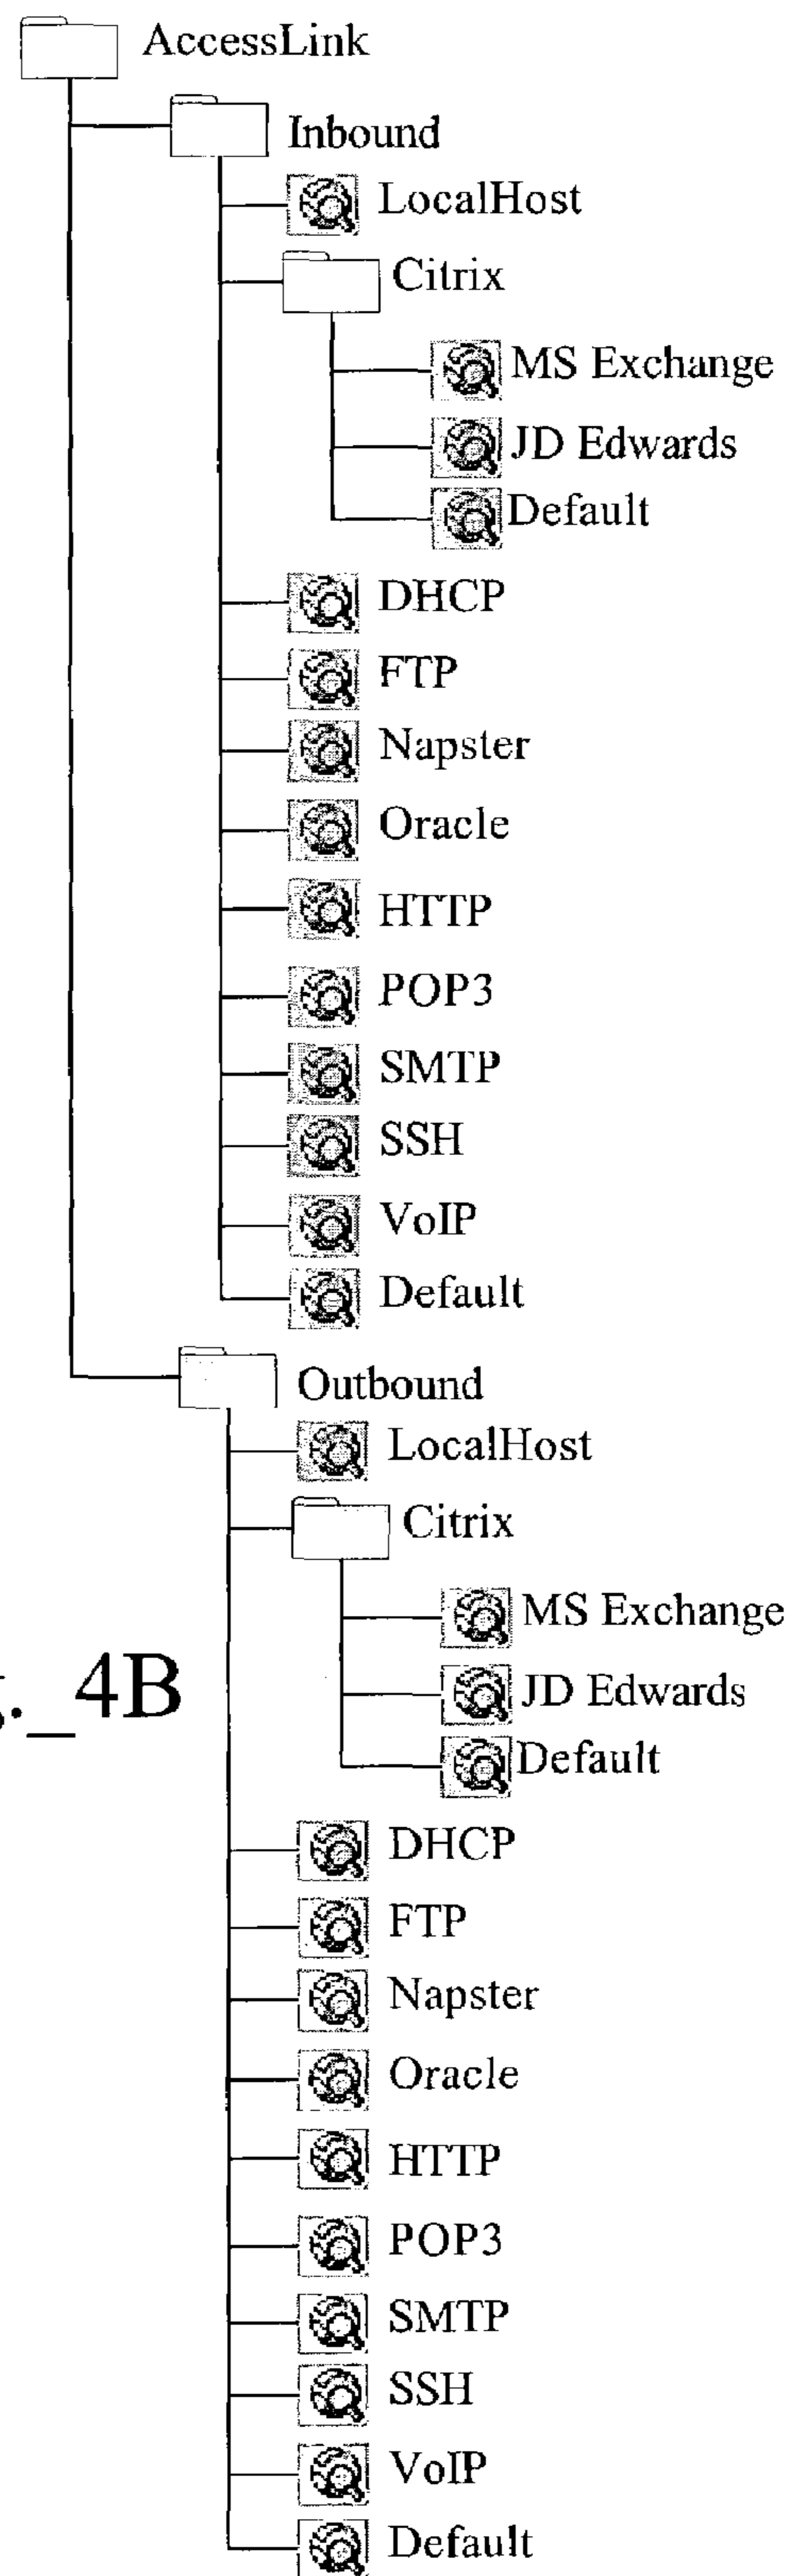 AccessLink
Inbound
LocalHost
Citrix
MS Exchange
JD Edwards
Default
DHCP
FTP
Napster
Oracle
HTTP
POP3
SMTP
SSH
VoIP
Default
Outbound
LocalHost
Citrix
MS Exchange
._4B
JD Edwards
Default
DHCP
FTP
Napster
Oracle
HTTP
POP3
SMTP
SSH
VoIP
Default